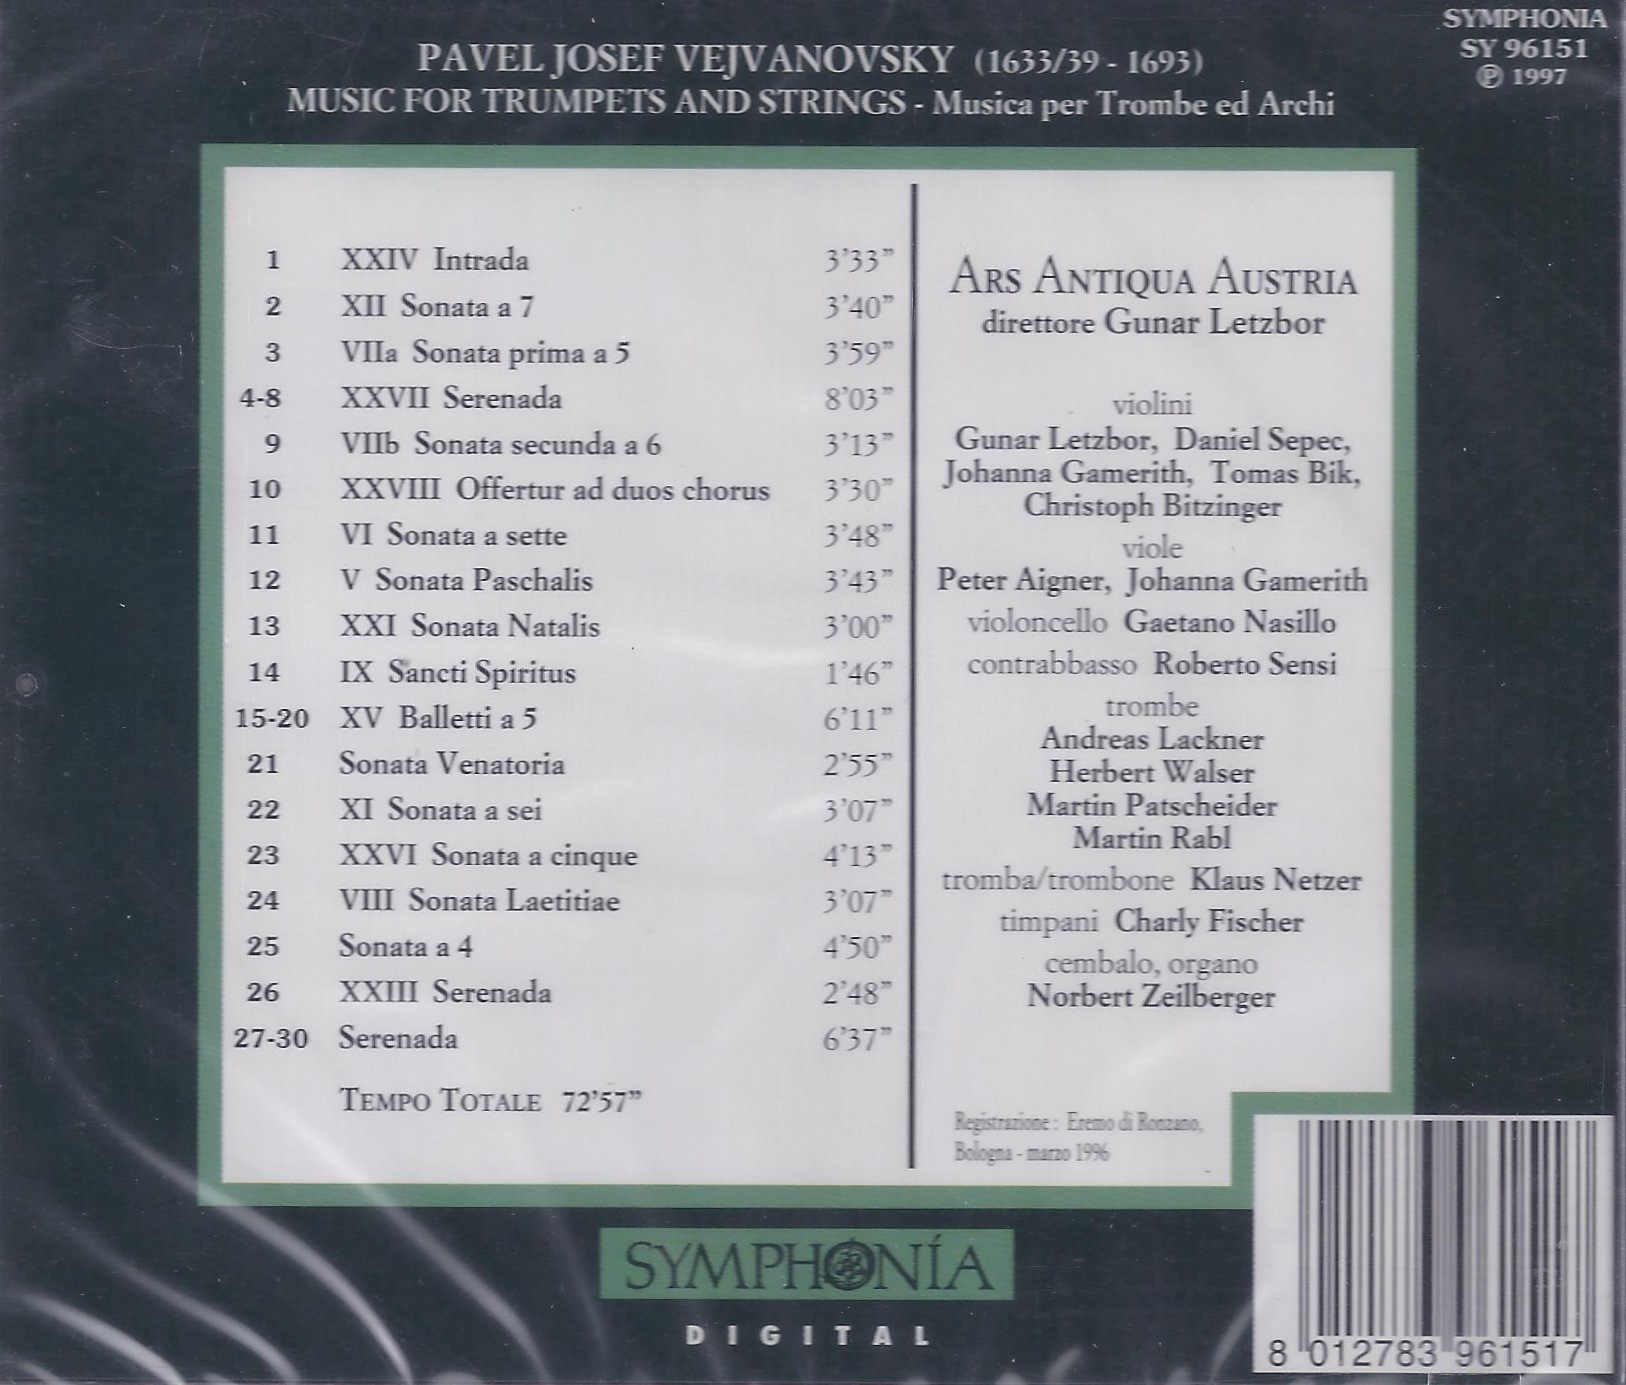 SYMPHONIA
SY 96151
℗ 1997
PAVEL JOSEF VEJVANOVSKY (1633/39 - 1693)
MUSIC FOR TRUMPETS AND STRINGS - Musica per Trombe ed Archi
1 XXIV Intrada 3'33"
2 XII Sonata a 7 3'40"
3 VIIa Sonata prima a 5 3'59"
4-8 XXVII Serenada 8'03"
9 VIIb Sonata secunda a 6 3'13"
10 XXVIII Offertur ad duos chorus 3'30"
11 VI Sonata a sette 3'48"
12 V Sonata Paschalis 3'43"
13 XXI Sonata Natalis 3'00"
14 IX Sancti Spiritus 1'46"
15-20 XV Balletti a 5 6'11"
21 Sonata Venatoria 2'55"
22 XI Sonata a sei 3'07"
23 XXVI Sonata a cinque 4'13"
24 VIII Sonata Laetitiae 3'07"
25 Sonata a 4 4'50"
26 XXIII Serenada 2'48"
27-30 Serenada 6'37"
TEMPO TOTALE 72'57"
ARS ANTIQUA AUSTRIA
direttore Gunar Letzbor
violini
Gunar Letzbor, Daniel Sepec,
Johanna Gamerith, Tomas Bik,
Christoph Bitzinger
viole
Peter Aigner, Johanna Gamerith
violoncello Gaetano Nasillo
contrabbasso Roberto Sensi
trombe
Andreas Lackner
Herbert Walser
Martin Patscheider
Martin Rabl
tromba/trombone Klaus Netzer
timpani Charly Fischer
cembalo, organo
Norbert Zeilberger
Registrazione: Eremo di Ronzano,
Bologna - marzo 1996
SYMPHONÍA
DIGITAL
8 012783 961517